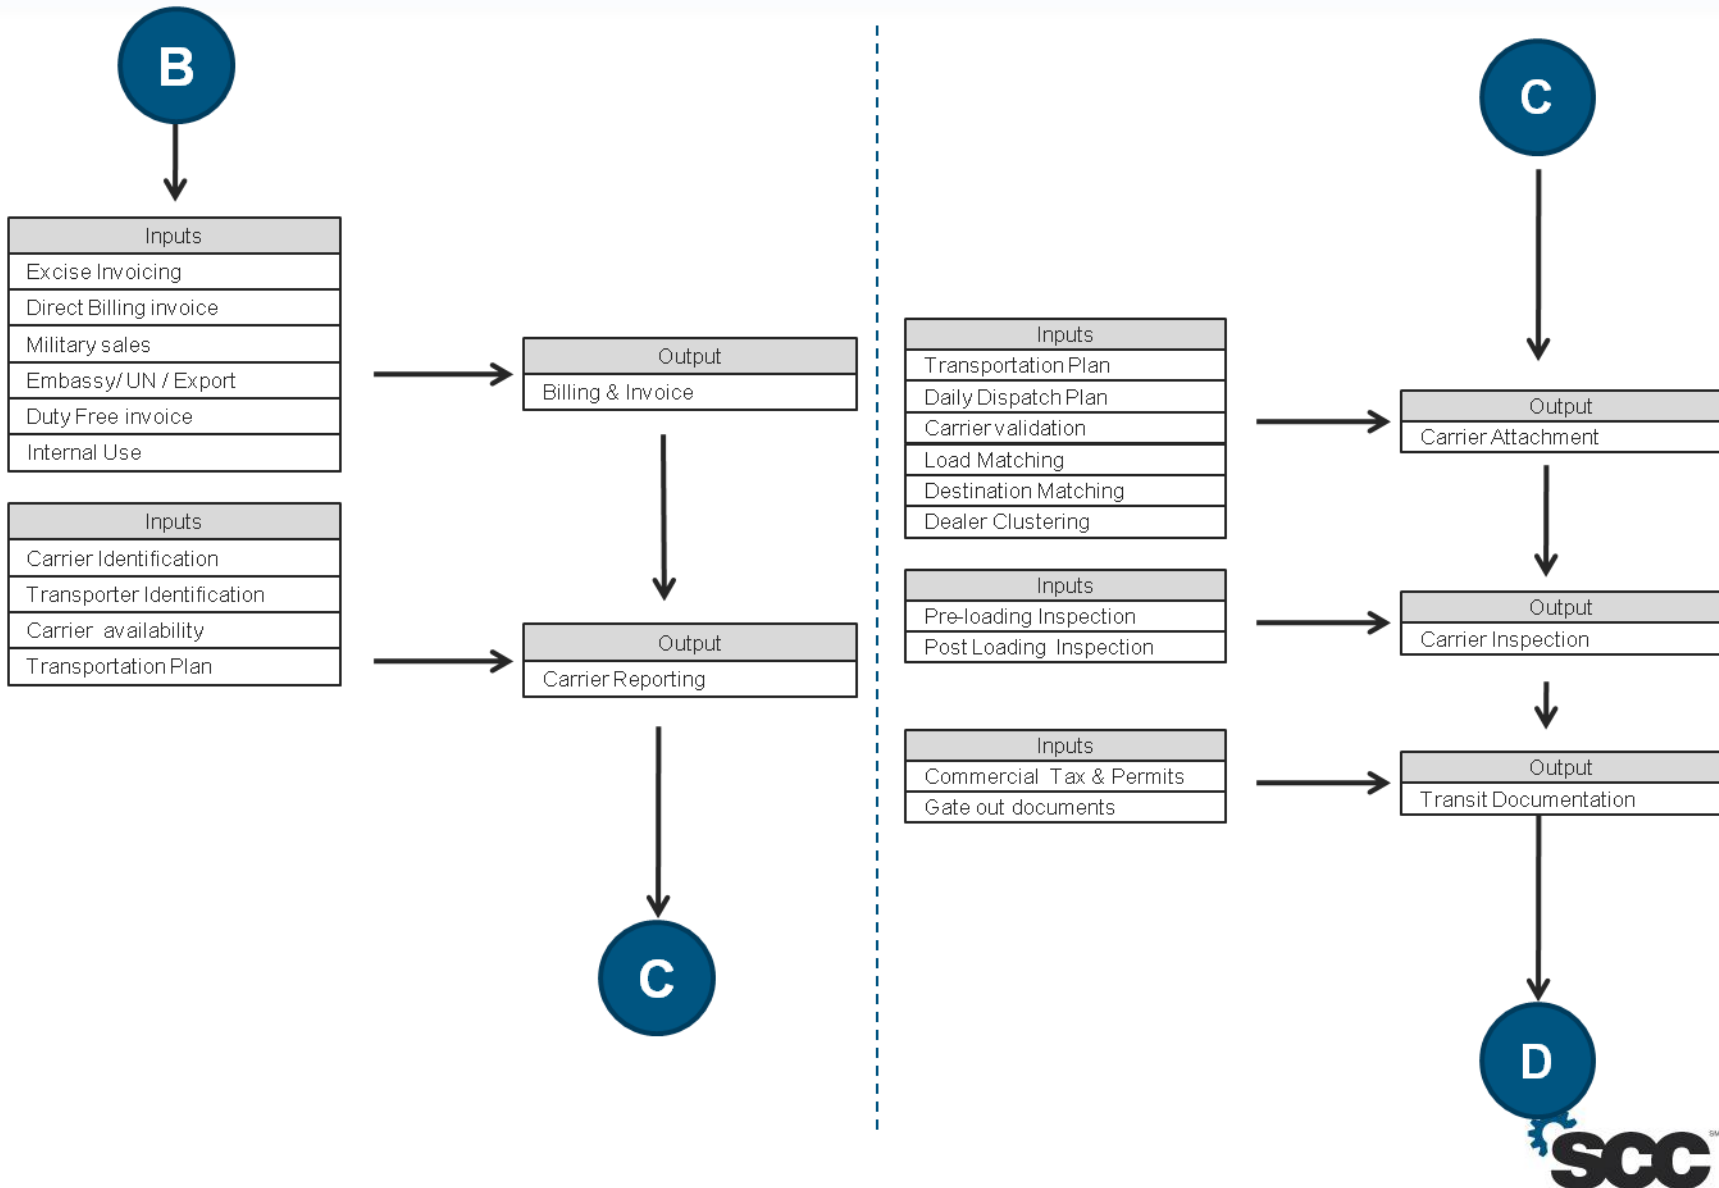 B
Inputs
Excise Invoicing
Direct Billing invoice
Military sales
Embassy/ UN / Export
Duty Free invoice
Internal Use
Output
Billing & Invoice
Inputs
Carrier Identification
Transporter Identification
Carrier availability
Transportation Plan
Output
Carrier Reporting
C
C
Inputs
Transportation Plan
Daily Dispatch Plan
Carrier validation
Load Matching
Destination Matching
Dealer Clustering
Output
Carrier Attachment
Inputs
Pre-loading Inspection
Post Loading Inspection
Output
Carrier Inspection
Inputs
Commercial Tax & Permits
Gate out documents
Output
Transit Documentation
D
SCC
SM